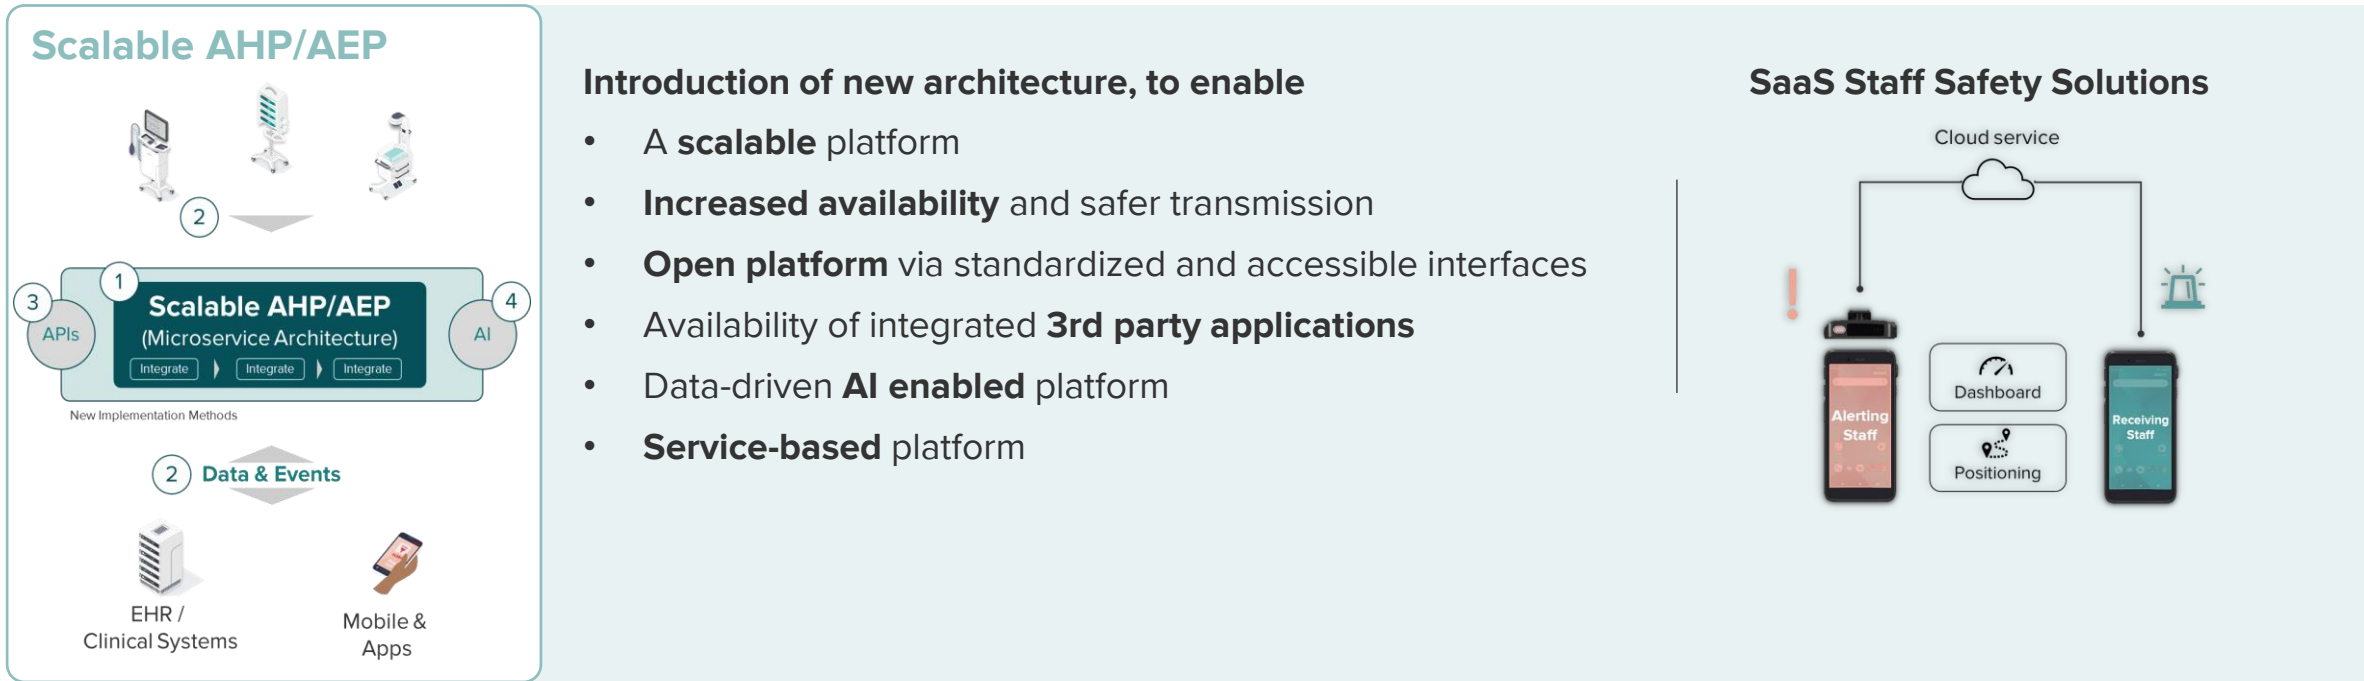 Scalable AHP/AEP
2
1
3
APIs
Scalable AHP/AEP
(Microservice Architecture)
Integrate
Integrate
Integrate
4
AI
New Implementation Methods
2
Data & Events
EHR /
Clinical Systems
Mobile &
Apps
Introduction of new architecture, to enable
• A scalable platform
• Increased availability and safer transmission
• Open platform via standardized and accessible interfaces
• Availability of integrated 3rd party applications
• Data-driven AI enabled platform
• Service-based platform
SaaS Staff Safety Solutions
Cloud service
!
Alerting
Staff
Dashboard
Positioning
Receiving
Staff